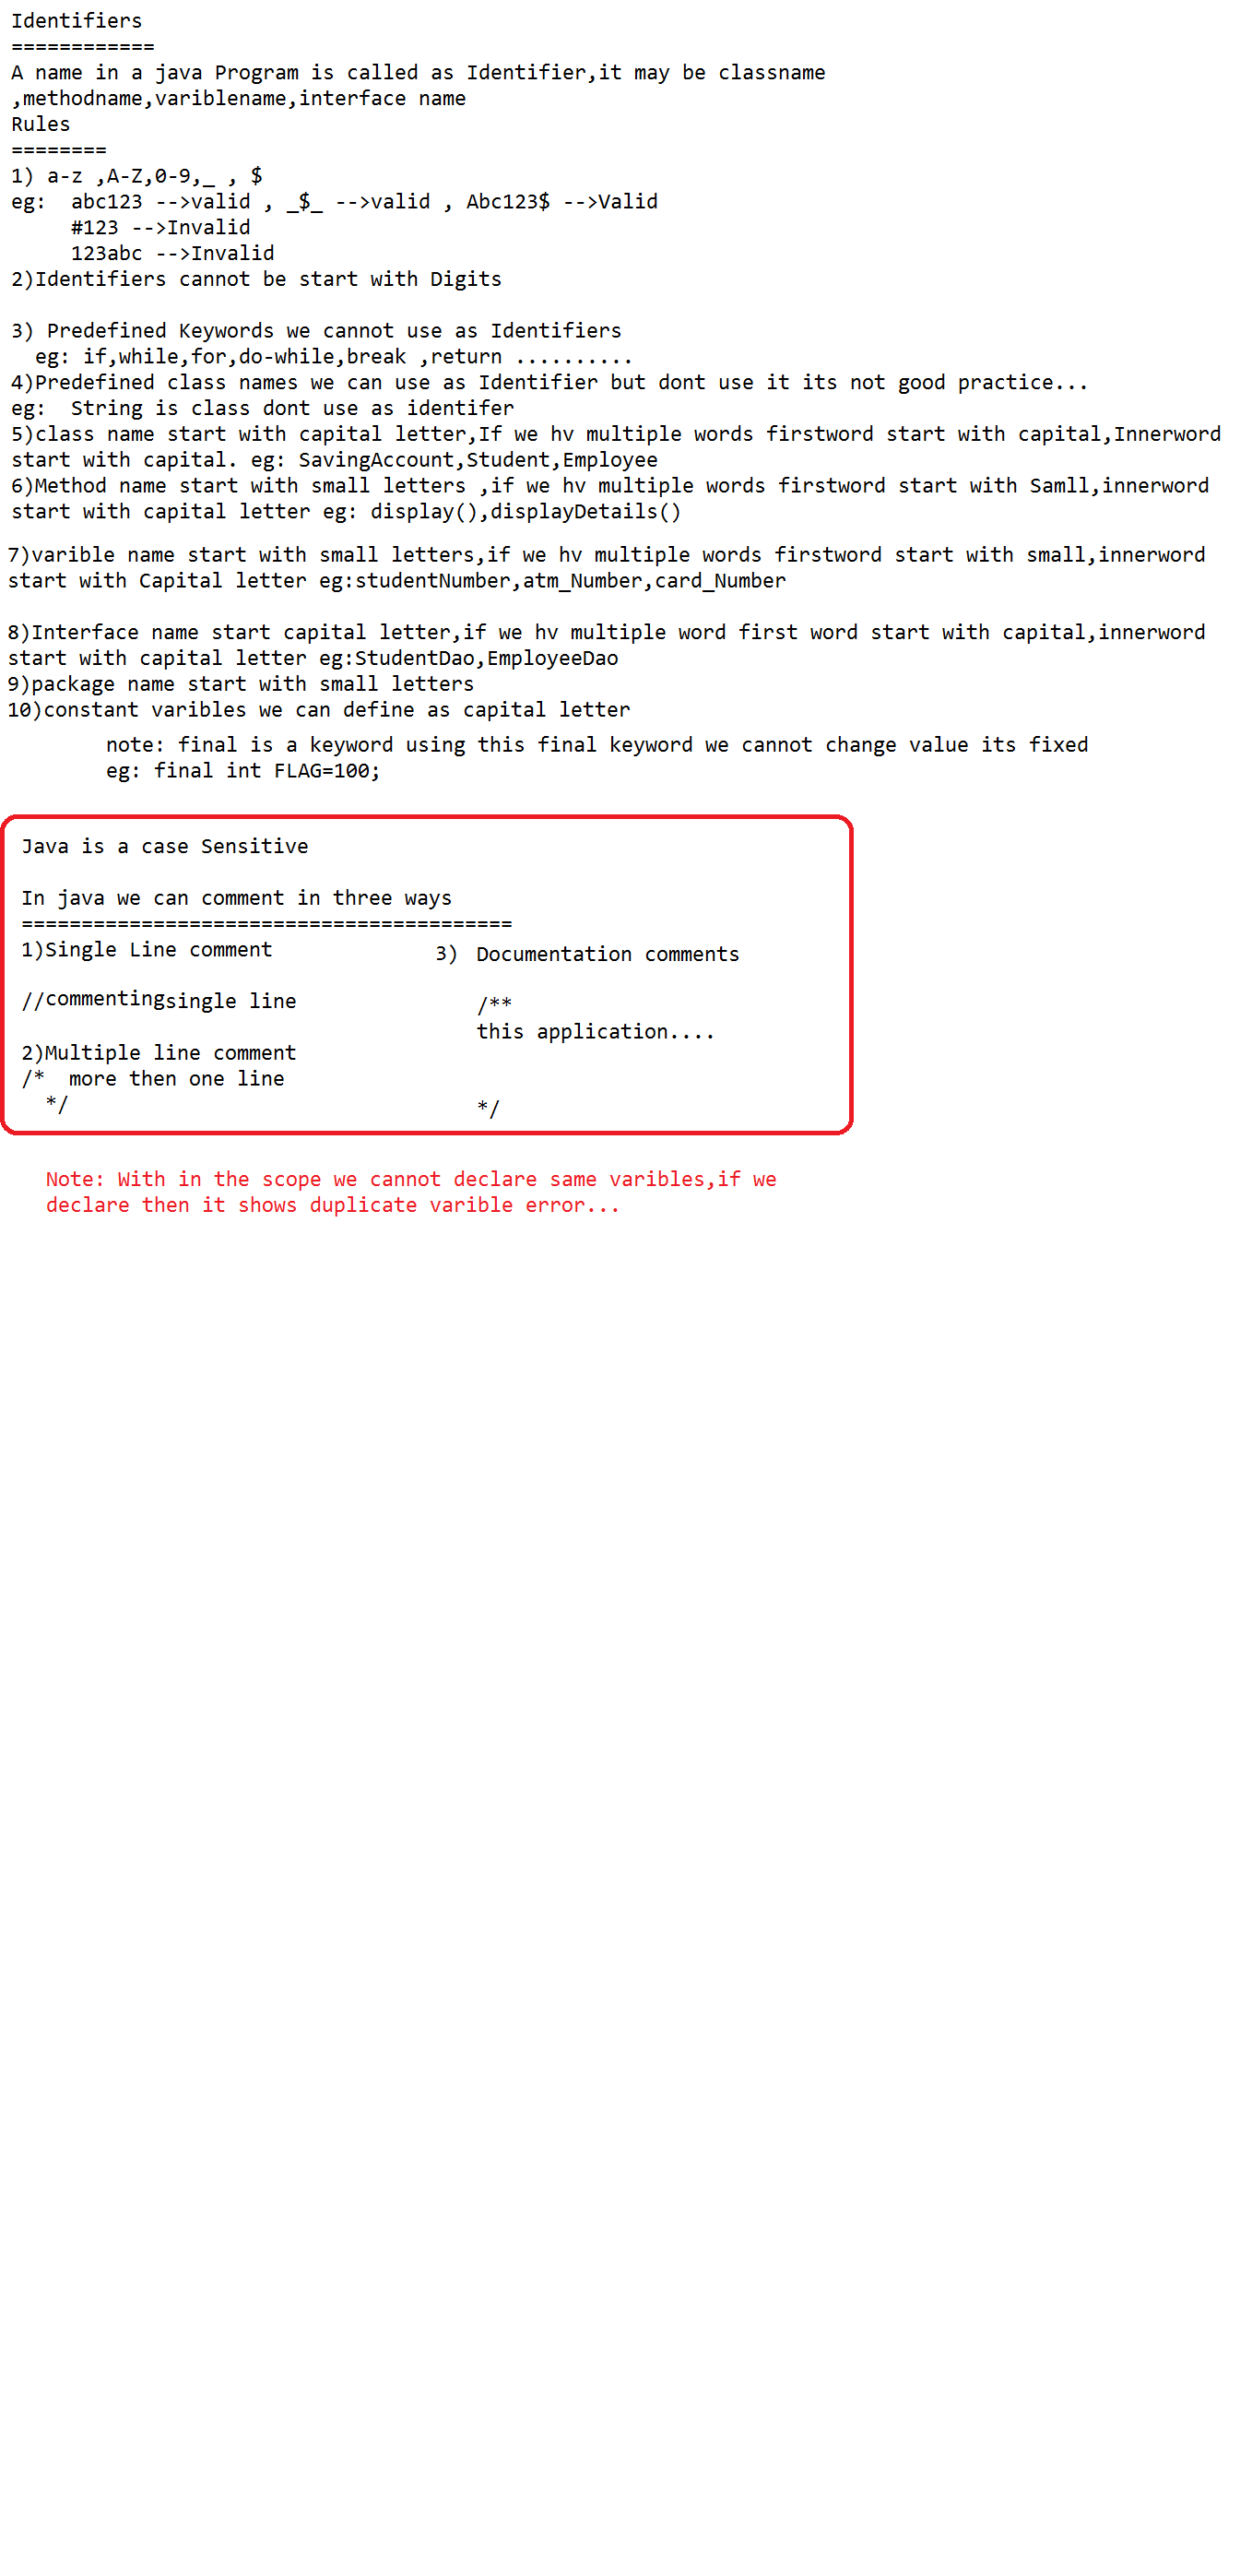 Identifiers
============
A name in a java Program is called as Identifier,it may be classname
,methodname,variblename,interface name
Rules
========
1) a-z ,A-Z,0-9,_ , $
eg:  abc123 -->valid , _$_ -->valid , Abc123$ -->Valid
     #123 -->Invalid
     123abc -->Invalid
2)Identifiers cannot be start with Digits
3) Predefined Keywords we cannot use as Identifiers
  eg: if,while,for,do-while,break ,return ..........
4)Predefined class names we can use as Identifier but dont use it its not good practice...
eg:  String is class dont use as identifer
5)class name start with capital letter,If we hv multiple words firstword start with capital,Innerword
start with capital. eg: SavingAccount,Student,Employee
6)Method name start with small letters ,if we hv multiple words firstword start with Samll,innerword
start with capital letter eg: display(),displayDetails()
7)varible name start with small letters,if we hv multiple words firstword start with small,innerword
start with Capital letter eg:studentNumber,atm_Number,card_Number
8)Interface name start capital letter,if we hv multiple word first word start with capital,innerword
start with capital letter eg:StudentDao,EmployeeDao
9)package name start with small letters
10)constant varibles we can define as capital letter
note: final is a keyword using this final keyword we cannot change value its fixed
eg: final int FLAG=100;
Java is a case Sensitive
In java we can comment in three ways
=========================================
1)Single Line comment
//commentingsingle line
2)Multiple line comment
/*  more then one line
  */
3) Documentation comments
/**
this application....
*/
Note: With in the scope we cannot declare same varibles,if we
declare then it shows duplicate varible error...